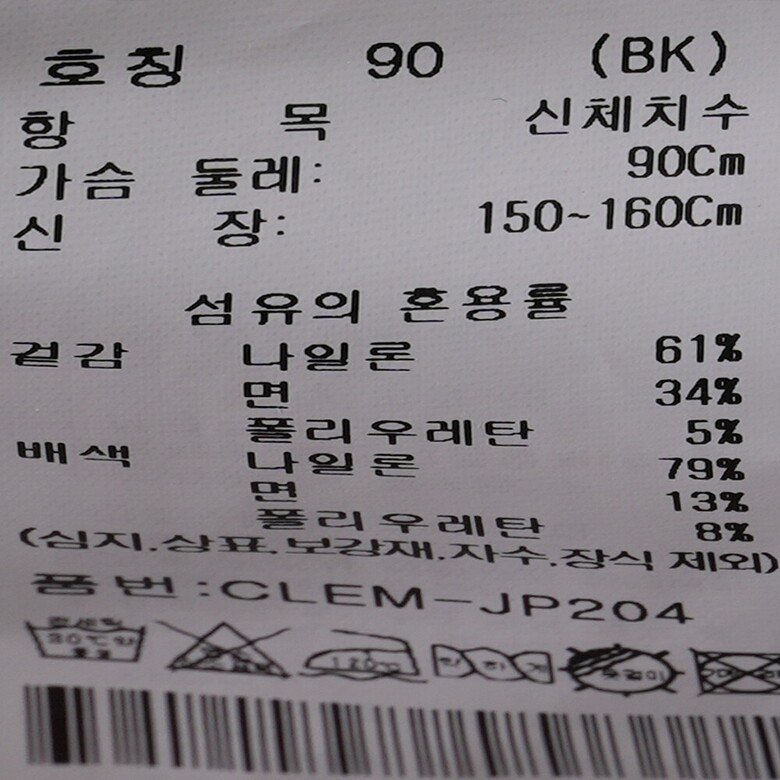 호칭 90 (BK)
항 목 신체치수
가슴 둘레: 90Cm
신 장: 150~160Cm
섬유의 혼용률
겉감 나일론 61%
면 34%
폴리우레탄 5%
배색 나일론 79%
면 13%
폴리우레탄 8%
(심지.상표.보강재.자수.장식 제외)
품번:CLEM-JP204
120℃